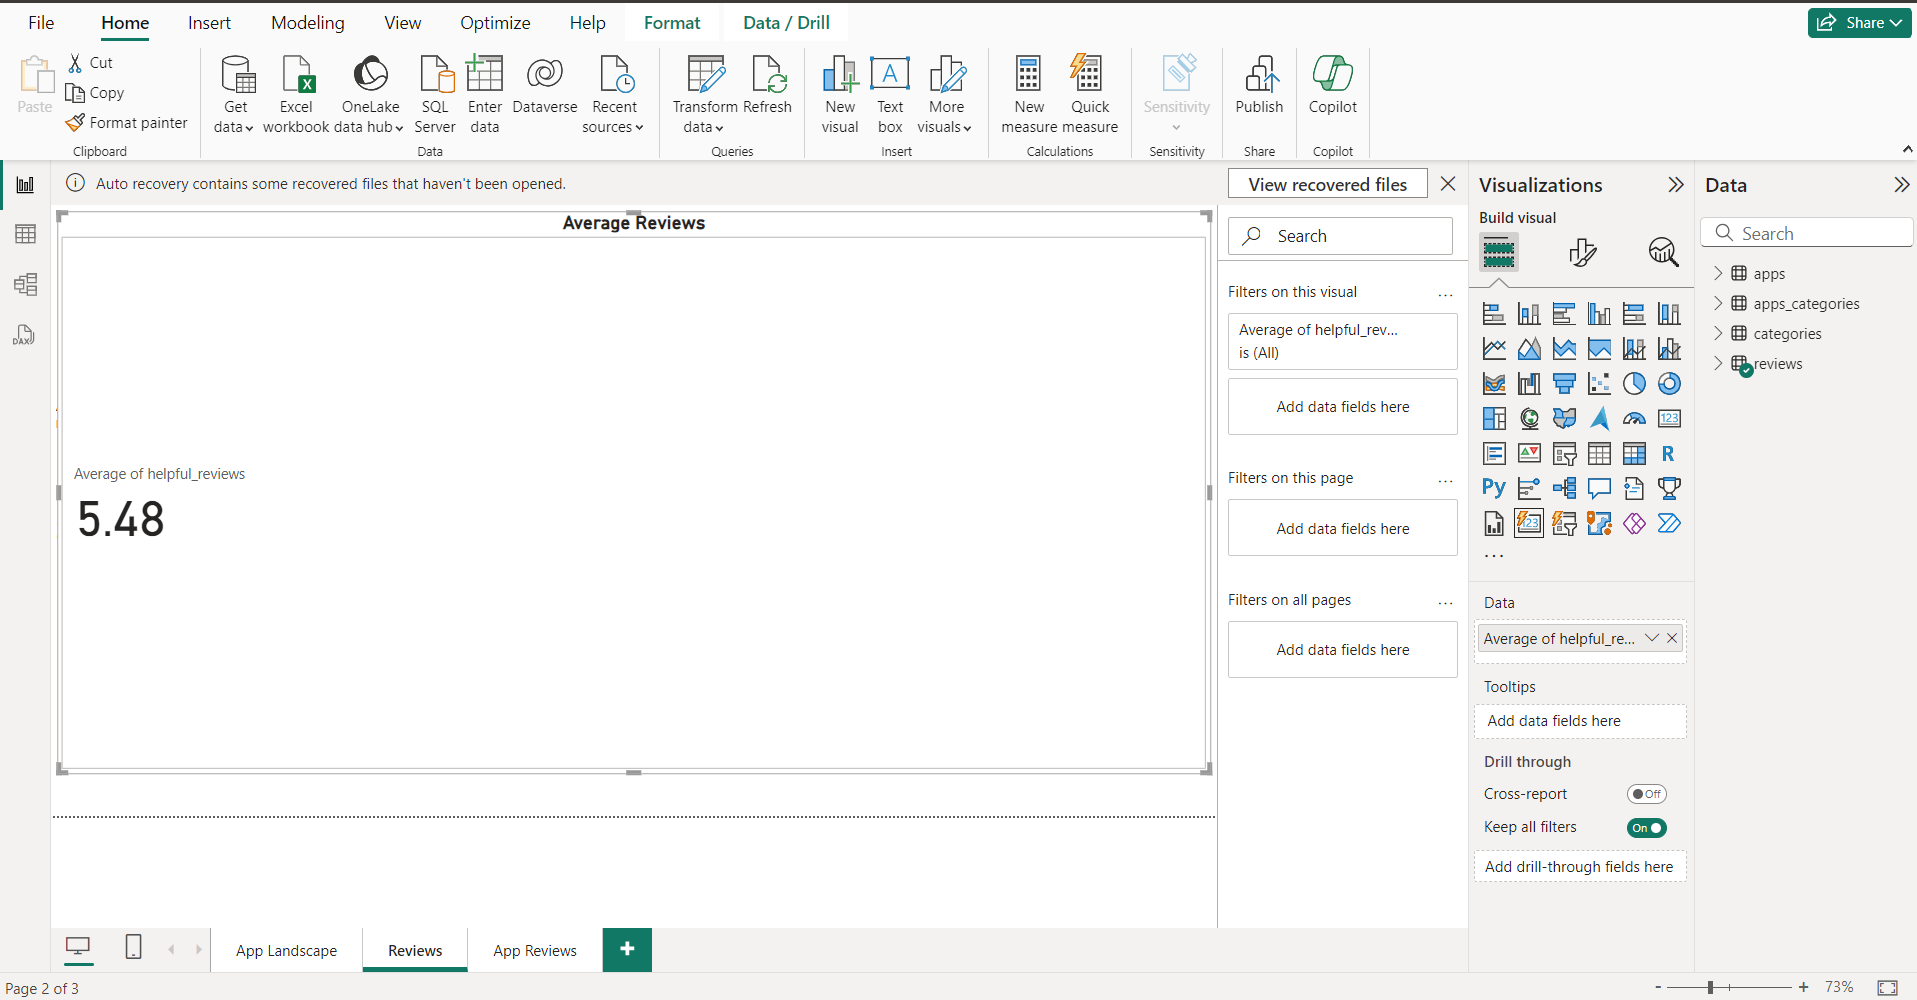 File Home Insert Modeling View Optimize Help Format Data / Drill Share
Paste
Cut
Copy
Format painter
Clipboard
Get data
Excel workbook
OneLake data hub
SQL Server
Enter data
Dataverse
Recent sources
Data
Transform data
Refresh
Queries
New visual
Text box
More visuals
Insert
New measure
Quick measure
Calculations
Sensitivity
Sensitivity
Publish
Share
Copilot
Copilot
Auto recovery contains some recovered files that haven't been opened.
View recovered files
DAX
Average Reviews
Average of helpful_reviews
5.48
Search
Filters on this visual ...
Average of helpful_rev...
is (All)
Add data fields here
Filters on this page ...
Add data fields here
Filters on all pages ...
Add data fields here
Visualizations
Build visual
123
R
Py
123
...
Data
Average of helpful_re...
Tooltips
Add data fields here
Drill through
Cross-report Off
Keep all filters On
Add drill-through fields here
Data
Search
apps
apps_categories
categories
reviews
App Landscape Reviews App Reviews +
Page 2 of 3
- + 73%